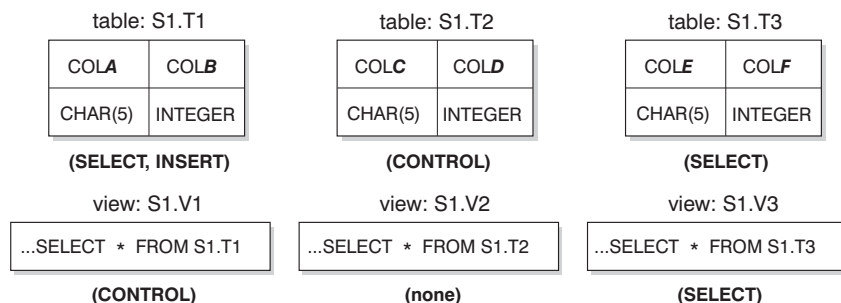 table: S1.T1 table: S1.T2 table: S1.T3
COLA COLB COLC COLD COLE COLF
CHAR(5) INTEGER CHAR(5) INTEGER CHAR(5) INTEGER
(SELECT, INSERT) (CONTROL) (SELECT)
view: S1.V1 view: S1.V2 view: S1.V3
...SELECT * FROM S1.T1 ...SELECT * FROM S1.T2 ...SELECT * FROM S1.T3
(CONTROL) (none) (SELECT)